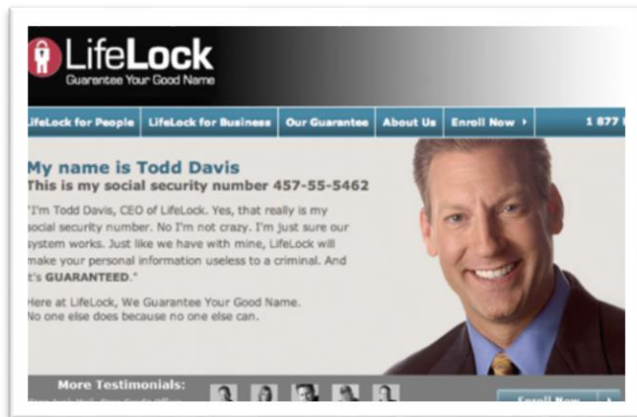 LifeLock
Guarantee Your Good Name
LifeLock for People LifeLock for Business Our Guarantee About Us Enroll Now 1 877
My name is Todd Davis
This is my social security number 457-55-5462
"I'm Todd Davis, CEO of LifeLock. Yes, that really is my
social security number. No I'm not crazy. I'm just sure our
system works. Just like we have with mine, LifeLock will
make your personal information useless to a criminal. And
it's GUARANTEED."
Here at LifeLock, We Guarantee Your Good Name.
No one else does because no one else can.
More Testimonials:
Enroll Now